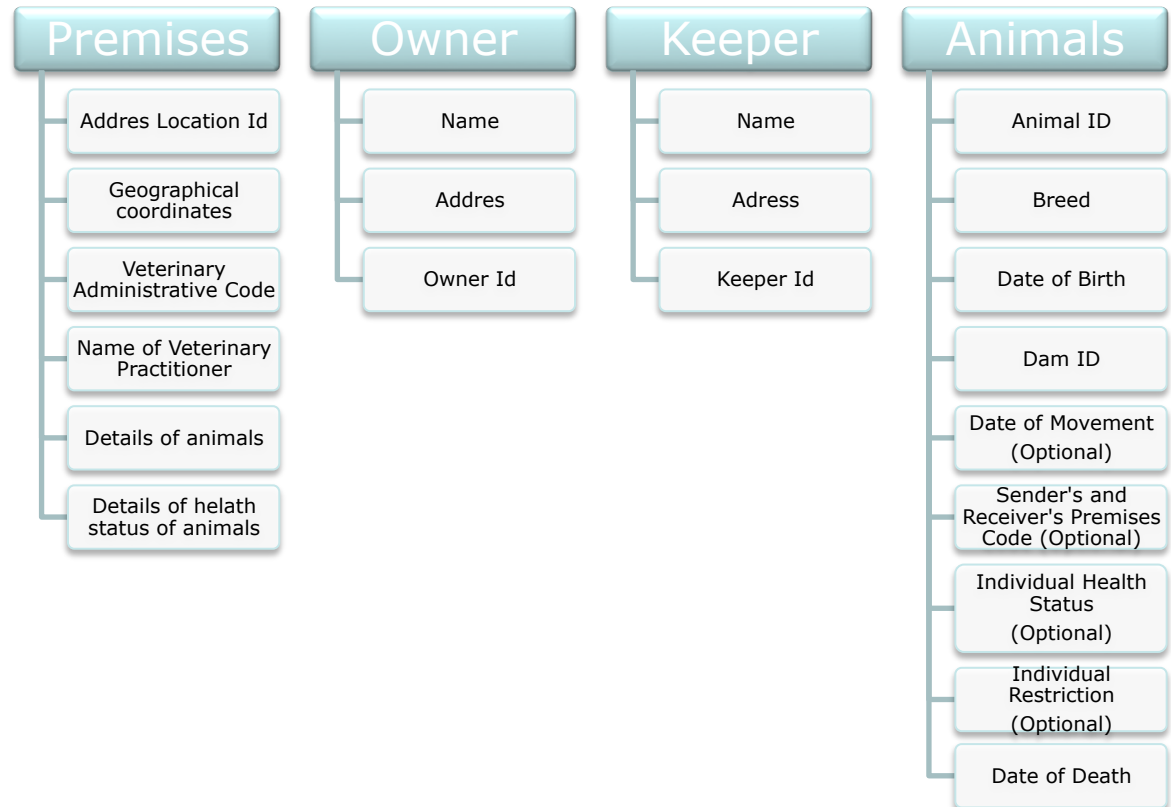 Premises
Addres Location Id
Geographical
coordinates
Veterinary
Administrative Code
Name of Veterinary
Practitioner
Details of animals
Details of helath
status of animals
Owner
Name
Addres
Owner Id
Keeper
Name
Adress
Keeper Id
Animals
Animal ID
Breed
Date of Birth
Dam ID
Date of Movement
(Optional)
Sender's and
Receiver's Premises
Code (Optional)
Individual Health
Status
(Optional)
Individual
Restriction
(Optional)
Date of Death